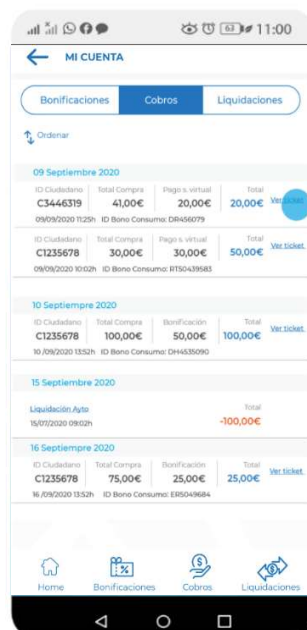 63 11:00
MI CUENTA
Bonificaciones Cobros Liquidaciones
Ordenar
09 Septiembre 2020
ID Ciudadano Total Compra Pago s. virtual Total
C3446319 41,00€ 20,00€ 20,00€ Ver ticket
09/09/2020 11:25h ID Bono Consumo: DR456079
ID Ciudadano Total Compra Pago s. virtual Total
C1235678 30,00€ 30,00€ 50,00€ Ver ticket
09/09/2020 10:02h ID Bono Consumo: RT50439583
10 Septiempre 2020
ID Ciudadano Total Compra Bonificación Total
C1235678 100,00€ 50,00€ 100,00€ Ver ticket
10 /09/2020 13:52h ID Bono Consumo: DH4535090
15 Septiempre 2020
Liquidación Ayto Total
15/07/2020 09:02h -100,00€
16 Septiempre 2020
ID Ciudadano Total Compra Bonificación Total
C1235678 75,00€ 25,00€ 25,00€ Ver ticket
16 /09/2020 13:52h ID Bono Consumo: ER5049684
Home Bonificaciones Cobros Liquidaciones